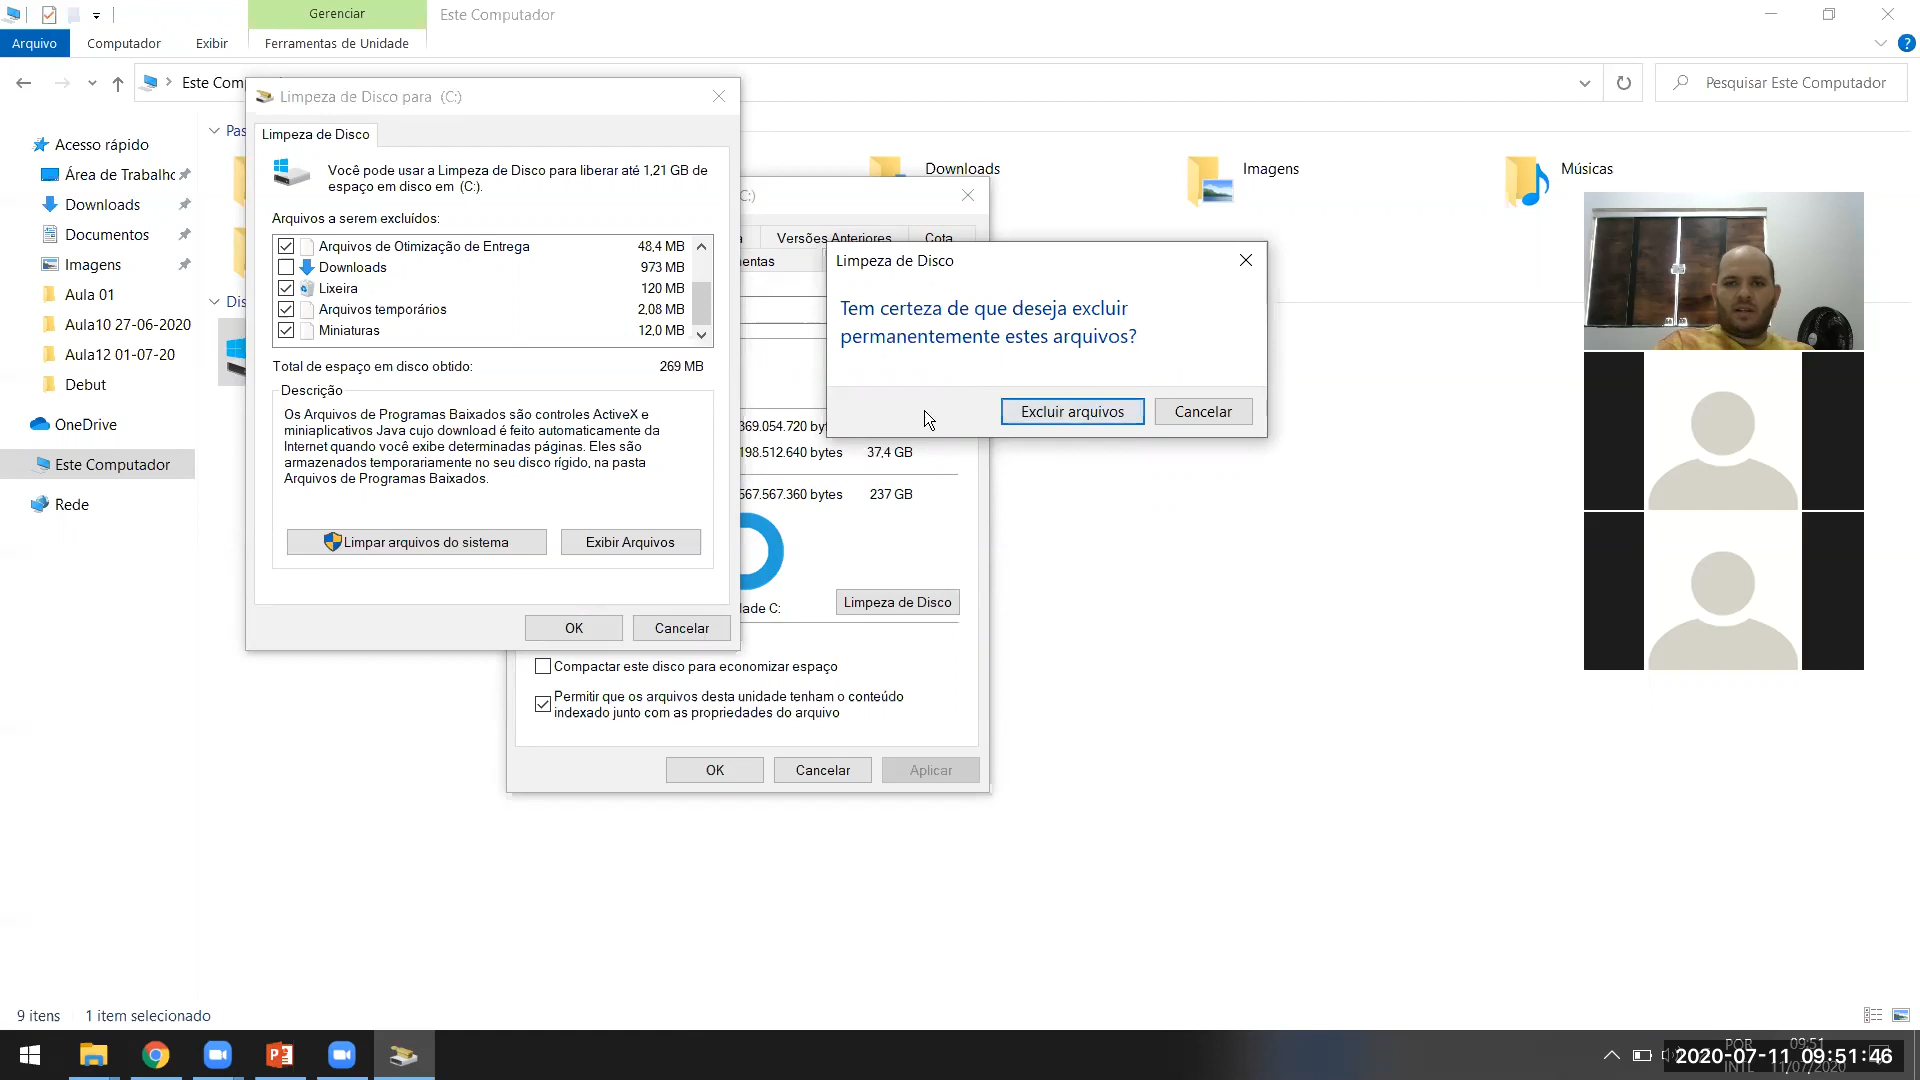 Gerenciar
Este Computador
Arquivo
Computador
Exibir
Ferramentas de Unidade
Este Com
Pesquisar Este Computador
Acesso rápido
Área de Trabalho
Downloads
Documentos
Imagens
Aula 01
Aula10 27-06-2020
Aula12 01-07-20
Debut
OneDrive
Este Computador
Rede
Pas
Dis
Downloads
Imagens
Músicas
Limpeza de Disco para (C:)
Limpeza de Disco
Você pode usar a Limpeza de Disco para liberar até 1,21 GB de
espaço em disco em (C:).
Arquivos a serem excluídos:
Arquivos de Otimização de Entrega 48,4 MB
Downloads 973 MB
Lixeira 120 MB
Arquivos temporários 2,08 MB
Miniaturas 12,0 MB
Total de espaço em disco obtido: 269 MB
Descrição
Os Arquivos de Programas Baixados são controles ActiveX e
miniaplicativos Java cujo download é feito automaticamente da
Internet quando você exibe determinadas páginas. Eles são
armazenados temporariamente no seu disco rígido, na pasta
Arquivos de Programas Baixados.
Limpar arquivos do sistema
Exibir Arquivos
OK
Cancelar
C:)
Versões Anteriores
Cota
entas
369.054.720 by
198.512.640 bytes 37,4 GB
567.567.360 bytes 237 GB
lade C:
Limpeza de Disco
Compactar este disco para economizar espaço
Permitir que os arquivos desta unidade tenham o conteúdo
indexado junto com as propriedades do arquivo
OK
Cancelar
Aplicar
Limpeza de Disco
Tem certeza de que deseja excluir
permanentemente estes arquivos?
Excluir arquivos
Cancelar
9 itens
1 item selecionado
POR
09:51
INTL
11/07/2020
2020-07-11 09:51:46